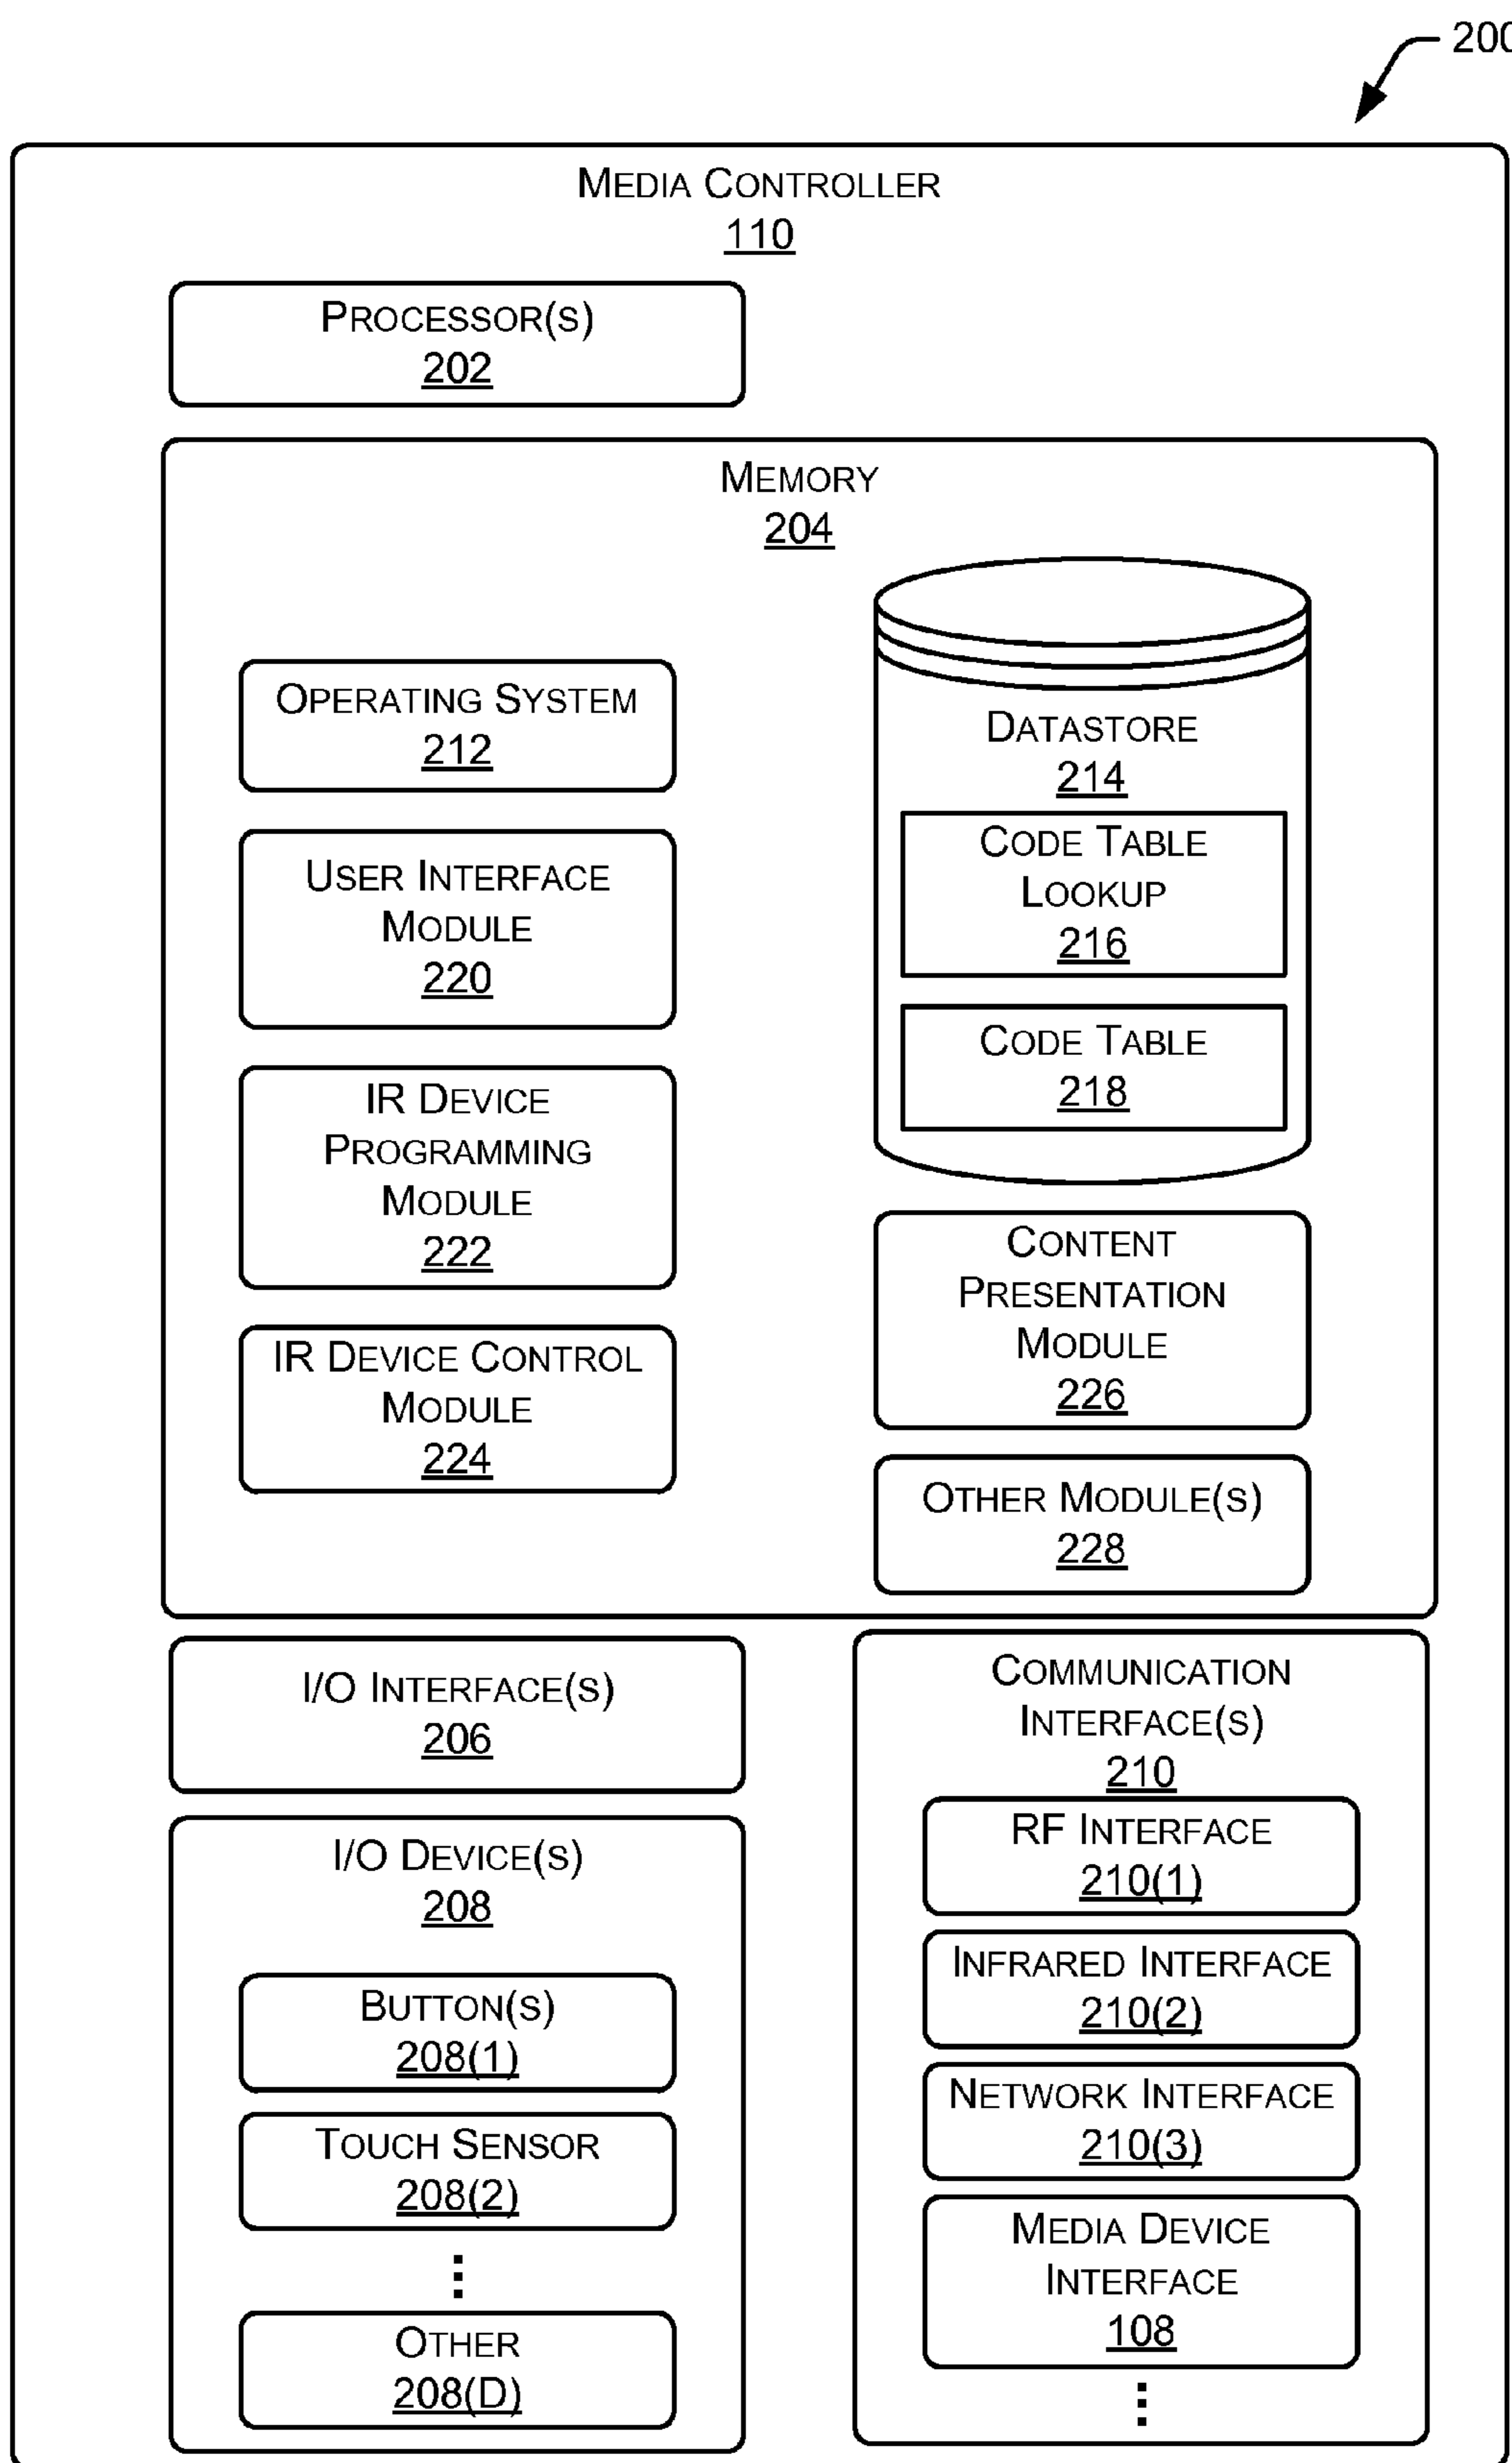 200
MEDIA CONTROLLER
110
PROCESSOR(S)
202
MEMORY
204
OPERATING SYSTEM
212
USER INTERFACE
MODULE
220
IR DEVICE
PROGRAMMING
MODULE
222
IR DEVICE CONTROL
MODULE
224
DATASTORE
214
CODE TABLE
LOOKUP
216
CODE TABLE
218
CONTENT
PRESENTATION
MODULE
226
OTHER MODULE(S)
228
I/O INTERFACE(S)
206
I/O DEVICE(S)
208
BUTTON(S)
208(1)
TOUCH SENSOR
208(2)
OTHER
208(D)
COMMUNICATION
INTERFACE(S)
210
RF INTERFACE
210(1)
INFRARED INTERFACE
210(2)
NETWORK INTERFACE
210(3)
MEDIA DEVICE
INTERFACE
108